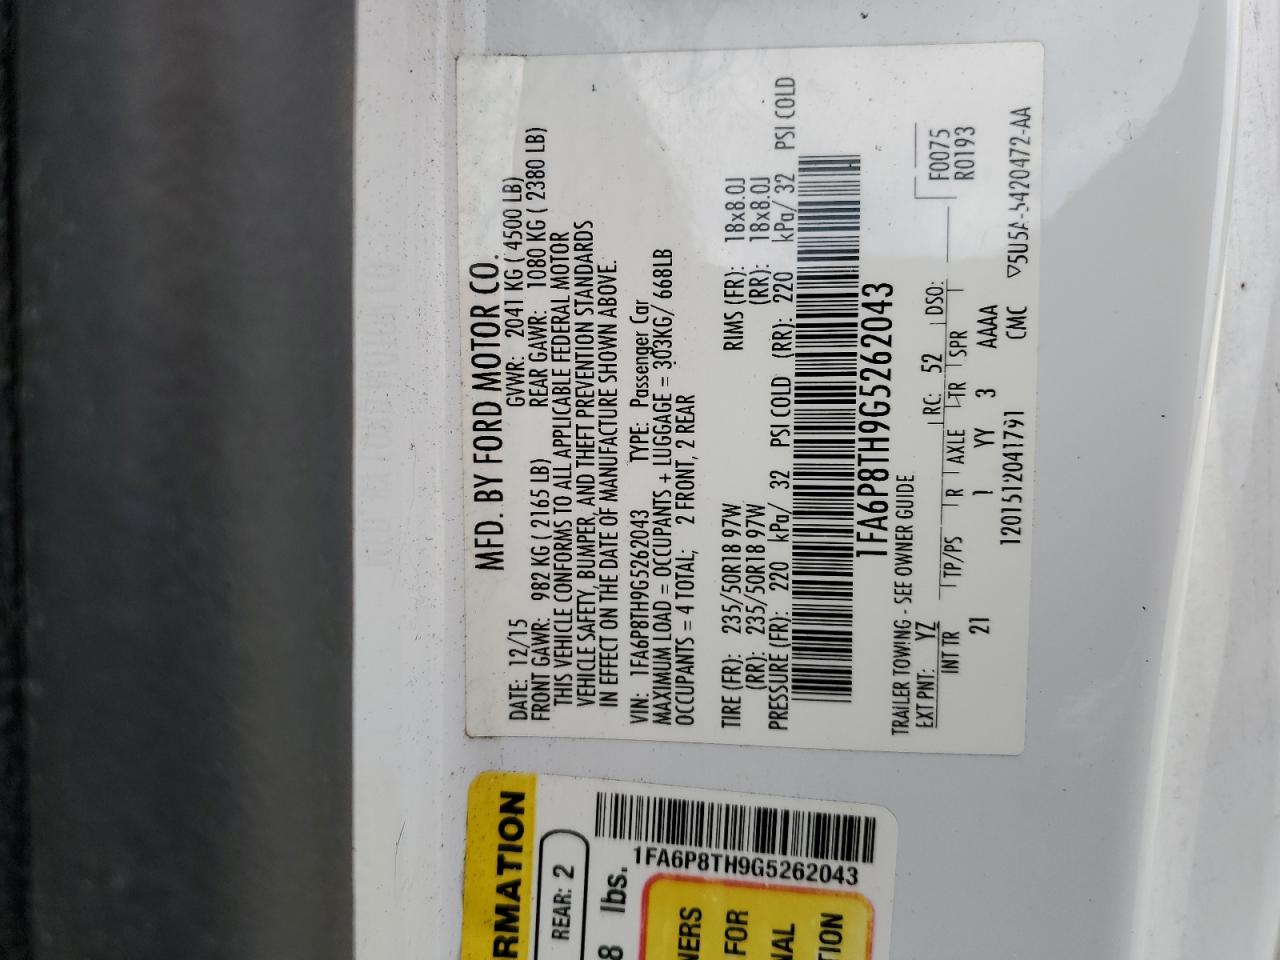 MFD. BY FORD MOTOR CO.
DATE: 12/15 GVWR: 2041 KG ( 4500 LB)
FRONT GAWR: 982 KG ( 2165 LB) REAR GAWR: 1080 KG ( 2380 LB)
THIS VEHICLE CONFORMS TO ALL APPLICABLE FEDERAL MOTOR
VEHICLE SAFETY, BUMPER, AND THEFT PREVENTION STANDARDS
IN EFFECT ON THE DATE OF MANUFACTURE SHOWN ABOVE.
VIN: 1FA6P8TH9G5262043 TYPE: Passenger Car
MAXIMUM LOAD = OCCUPANTS + LUGGAGE = 303KG/ 668LB
OCCUPANTS = 4 TOTAL; 2 FRONT, 2 REAR
TIRE (FR): 235/50R18 97W RIMS (FR): 18x8.0J
(RR): 235/50R18 97W (RR): 18x8.0J
PRESSURE (FR): 220 kPa/ 32 PSI COLD (RR): 220 kPa/ 32 PSI COLD
1FA6P8TH9G5262043
TRAILER TOWING - SEE OWNER GUIDE
EXT PNT: YZ RC: 52 DSO: F0075
R0193
INT TR TP/PS R AXLE TR SPR
21 1 YY 3 AAAA
1201512041791 CMC ▽5U5A-5420472-AA
RMATION
REAR: 2
8 lbs.
1FA6P8TH9G5262043
NERS
FOR
NAL
TION